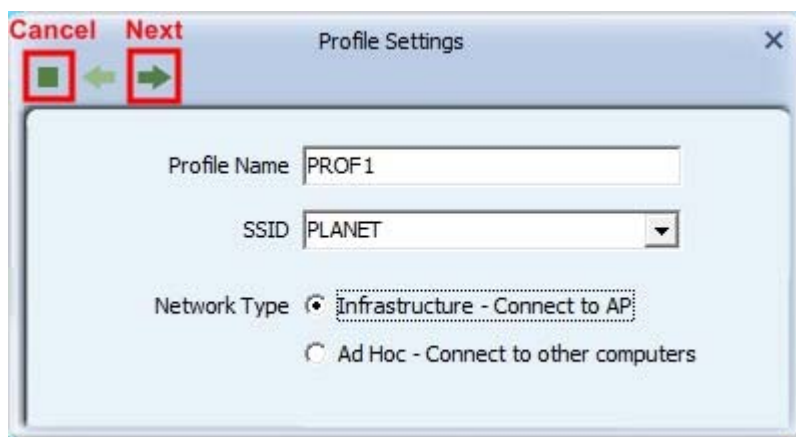 Cancel Next
Profile Settings
Profile Name PROF1
SSID PLANET
Network Type Infrastructure - Connect to AP
Ad Hoc - Connect to other computers